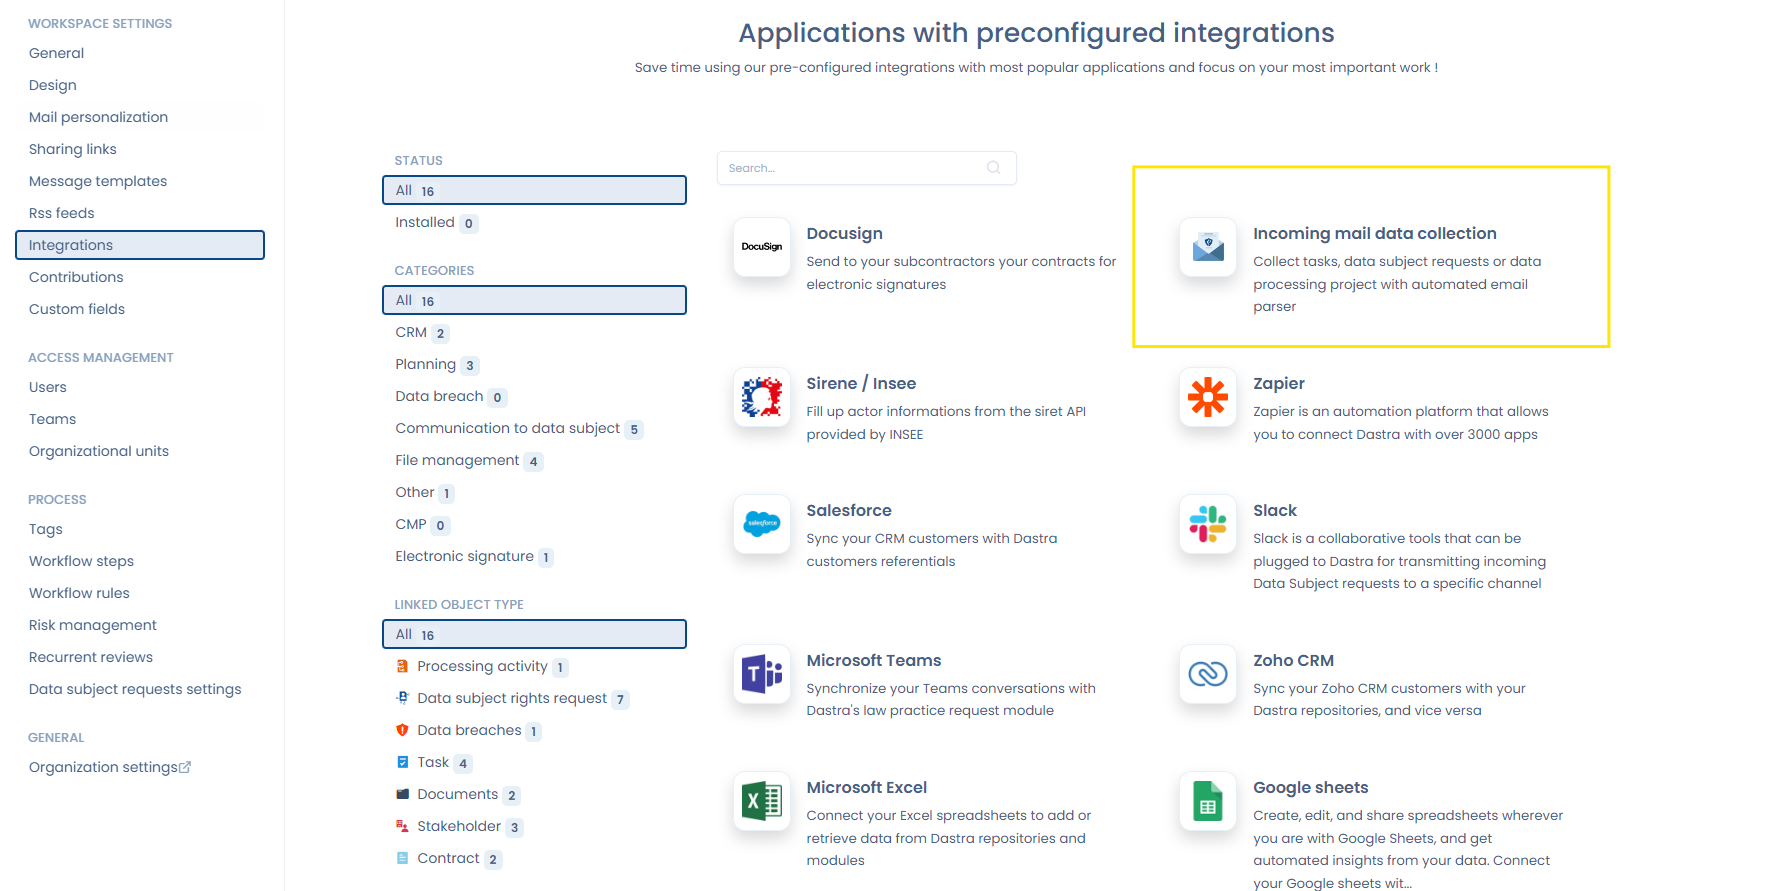 WORKSPACE SETTINGS
General
Design
Mail personalization
Sharing links
Message templates
Rss feeds
Integrations
Contributions
Custom fields
ACCESS MANAGEMENT
Users
Teams
Organizational units
PROCESS
Tags
Workflow steps
Workflow rules
Risk management
Recurrent reviews
Data subject requests settings
GENERAL
Organization settings
Applications with preconfigured integrations
Save time using our pre-configured integrations with most popular applications and focus on your most important work !
STATUS
All 16
Installed 0
CATEGORIES
All 16
CRM 2
Planning 3
Data breach 0
Communication to data subject 5
File management 4
Other 1
CMP 0
Electronic signature 1
LINKED OBJECT TYPE
All 16
Processing activity 1
Data subject rights request 7
Data breaches 1
Task 4
Documents 2
Stakeholder 3
Contract 2
Search...
DocuSign
Docusign
Send to your subcontractors your contracts for
electronic signatures
Incoming mail data collection
Collect tasks, data subject requests or data
processing project with automated email
parser
Sirene / Insee
Fill up actor informations from the siret API
provided by INSEE
Zapier
Zapier is an automation platform that allows
you to connect Dastra with over 3000 apps
salesforce
Salesforce
Sync your CRM customers with Dastra
customers referentials
Slack
Slack is a collaborative tools that can be
plugged to Dastra for transmitting incoming
Data Subject requests to a specific channel
Microsoft Teams
Synchronize your Teams conversations with
Dastra's law practice request module
Zoho CRM
Sync your Zoho CRM customers with your
Dastra repositories, and vice versa
Microsoft Excel
Connect your Excel spreadsheets to add or
retrieve data from Dastra repositories and
modules
Google sheets
Create, edit, and share spreadsheets wherever
you are with Google Sheets, and get
automated insights from your data. Connect
your Google sheets wit...